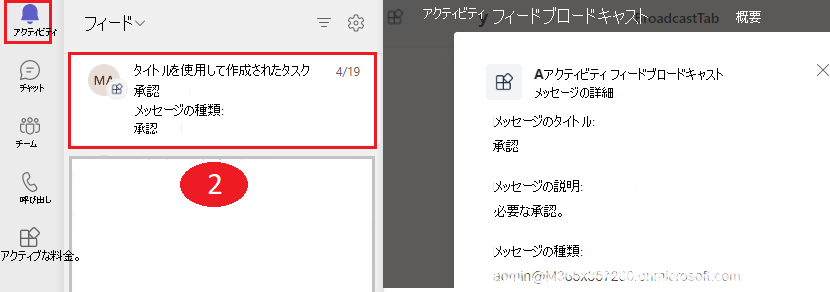 アクティビティ
チャット
チーム
呼び出し
アクティブな料金。
フィード
タイトルを使用して作成されたタスク 4/19
MA
承認
メッセージの種類:
承認
2
アクティビティ フィードブロードキャスト roadcastTab 概要
Aアクティビティ フィードブロードキャスト
メッセージの詳細
メッセージのタイトル:
承認
メッセージの説明:
必要な承認。
メッセージの種類: